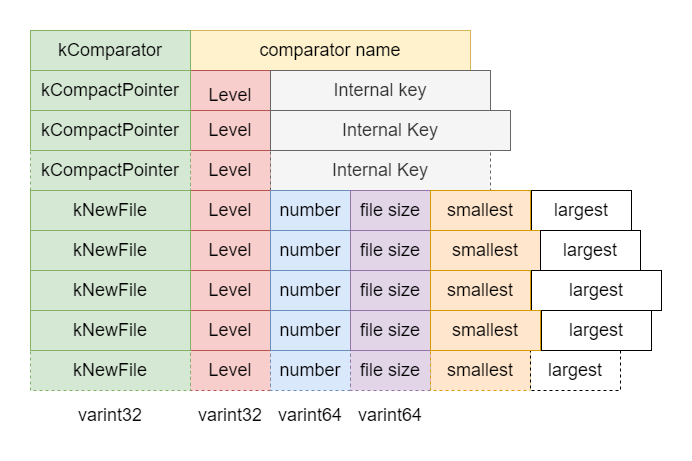 kComparator comparator name
kCompactPointer Level Internal key
kCompactPointer Level Internal Key
kCompactPointer Level Internal Key
kNewFile Level number file size smallest largest
kNewFile Level number file size smallest largest
kNewFile Level number file size smallest largest
kNewFile Level number file size smallest largest
kNewFile Level number file size smallest largest
varint32 varint32 varint64 varint64